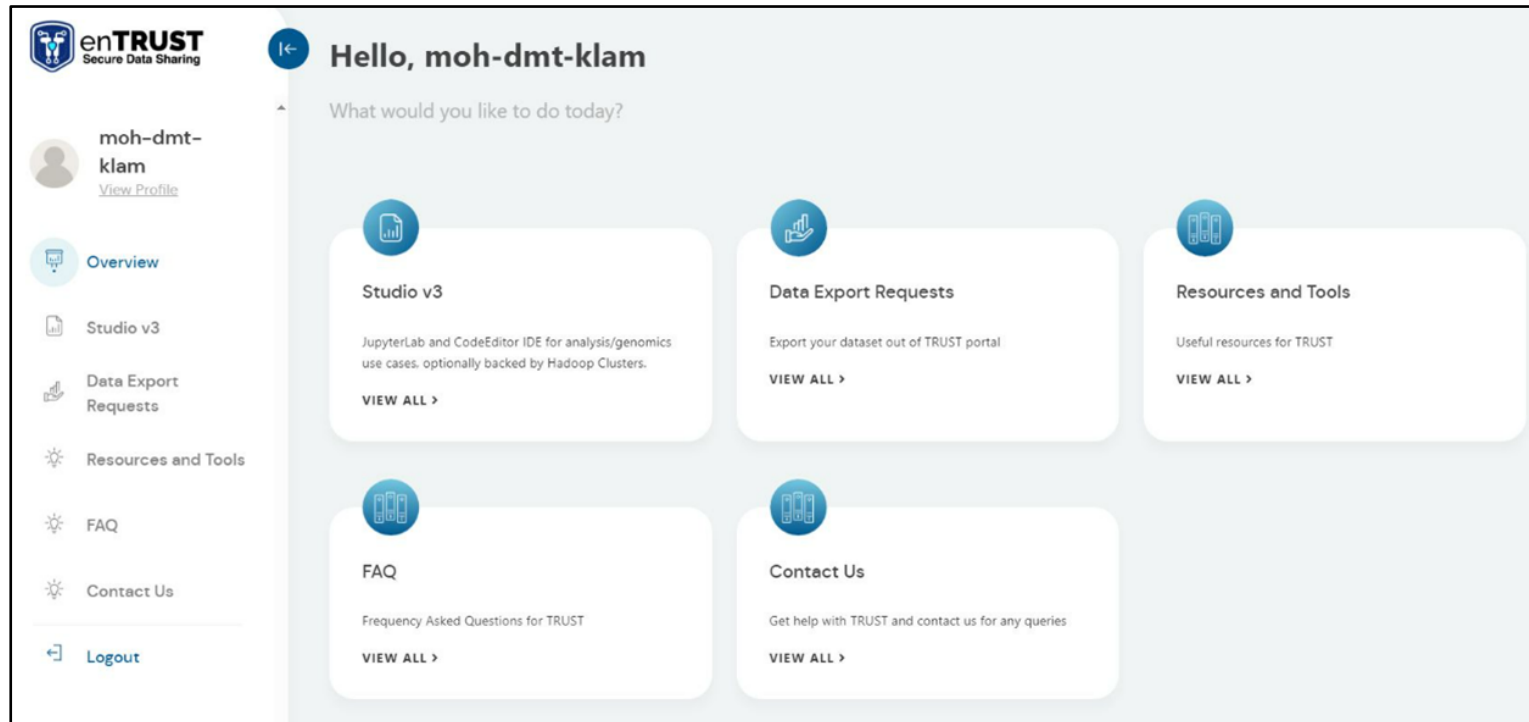 enTRUST
Secure Data Sharing
moh-dmt-
klam
View Profile
Overview
Studio v3
Data Export
Requests
Resources and Tools
FAQ
Contact Us
Logout
Hello, moh-dmt-klam
What would you like to do today?
Studio v3
JupyterLab and CodeEditor IDE for analysis/genomics
use cases, optionally backed by Hadoop Clusters.
VIEW ALL >
Data Export Requests
Export your dataset out of TRUST portal
VIEW ALL >
Resources and Tools
Useful resources for TRUST
VIEW ALL >
FAQ
Frequency Asked Questions for TRUST
VIEW ALL >
Contact Us
Get help with TRUST and contact us for any queries
VIEW ALL >